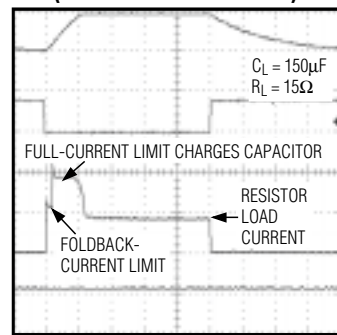 C_L = 150µF
R_L = 15Ω
FULL-CURRENT LIMIT CHARGES CAPACITOR
RESISTOR
LOAD
CURRENT
FOLDBACK-
CURRENT LIMIT